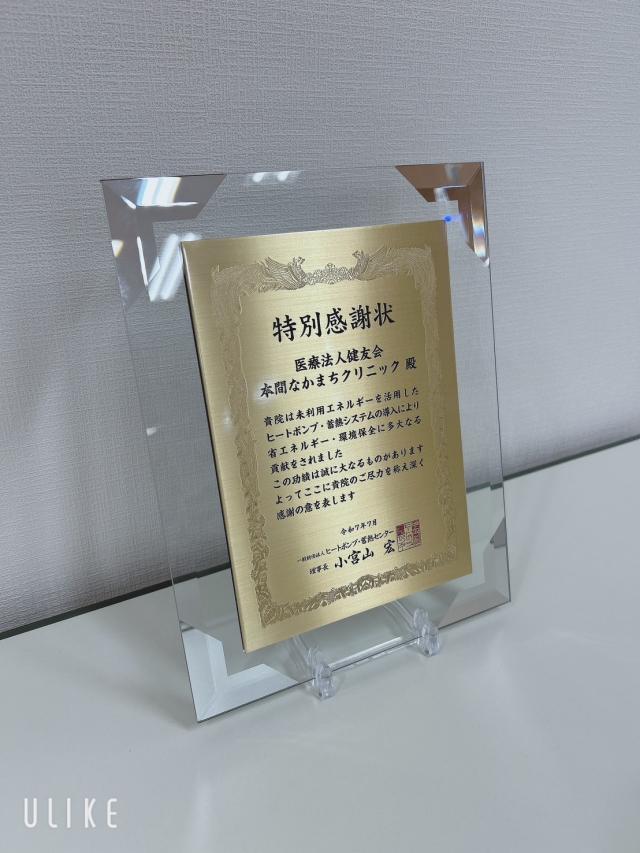 特別感謝状
医療法人健友会
本間なかまちクリニック 殿
貴院は未利用エネルギーを活用した
ヒートポンプ・蓄熱システムの導入により
省エネルギー・環境保全に多大なる
貢献をされました
この功績は誠に大なるものがあります
よってここに貴院のご尽力を称え深く
感謝の意を表します
令和7年7月
一般財団法人 ヒートポンプ・蓄熱センター
理事長 小宮山 宏
ULIKE